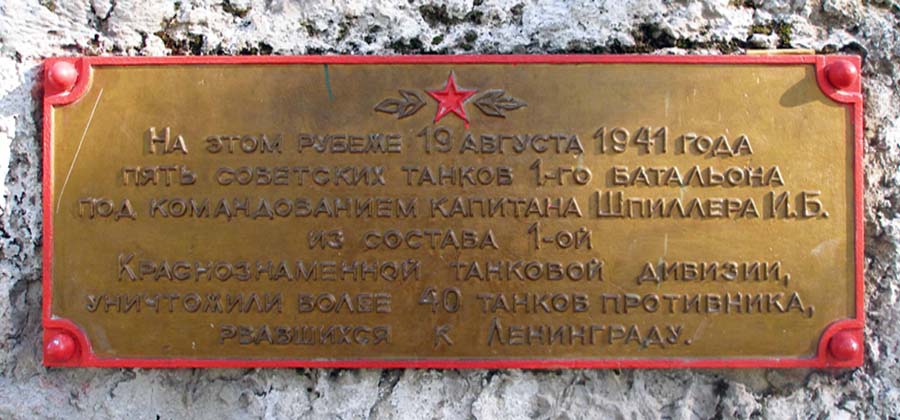 На этом рубеже 19 августа 1941 года
пять советских танков 1-го батальона
под командованием капитана Шпиллера И.Б.
из состава 1-ой
Краснознаменной танковой дивизии,
уничтожили более 40 танков противника,
рвавшихся к Ленинграду.